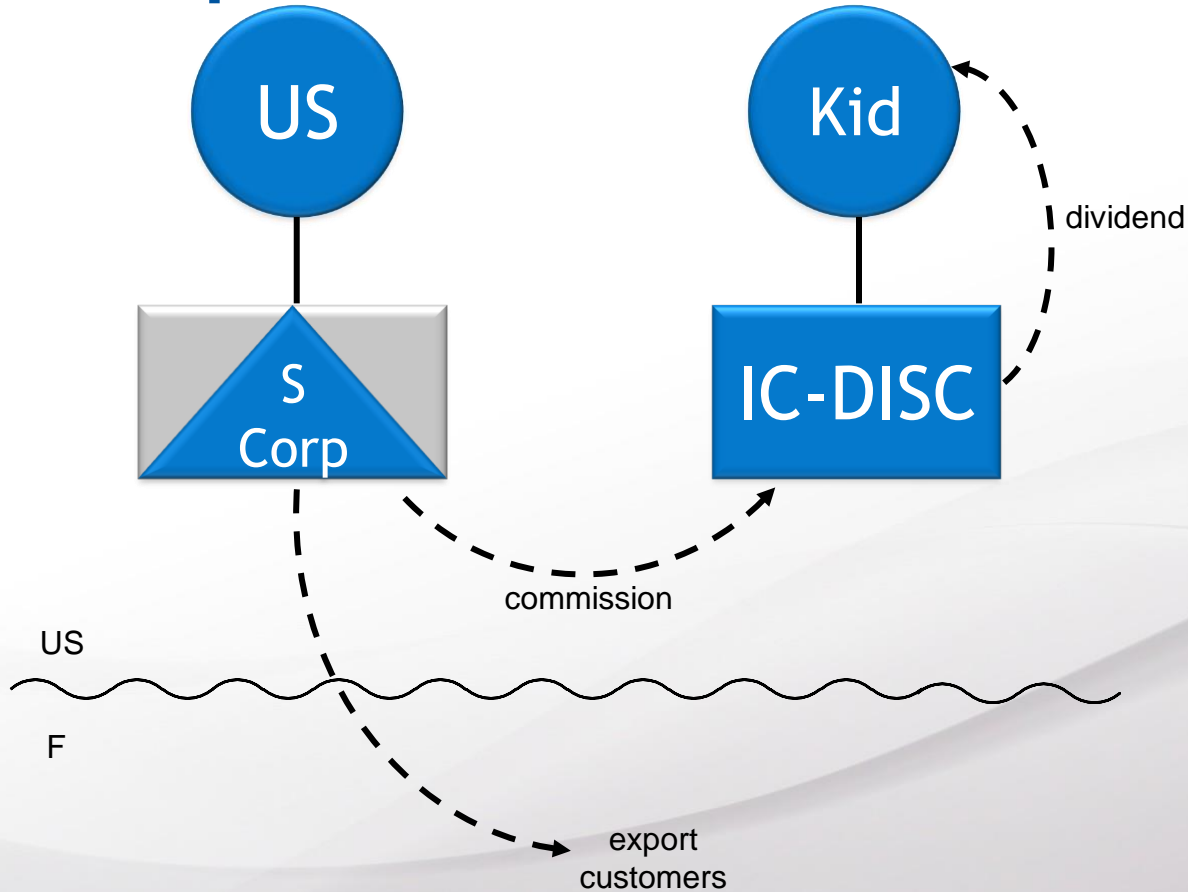 US
Kid
dividend
S
Corp
IC-DISC
commission
US
F
export
customers